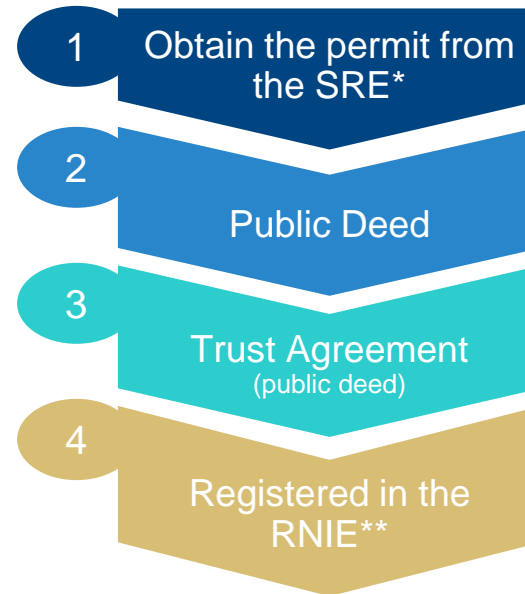 1
Obtain the permit from
the SRE*
2
Public Deed
3
Trust Agreement
(public deed)
4
Registered in the
RNIE**